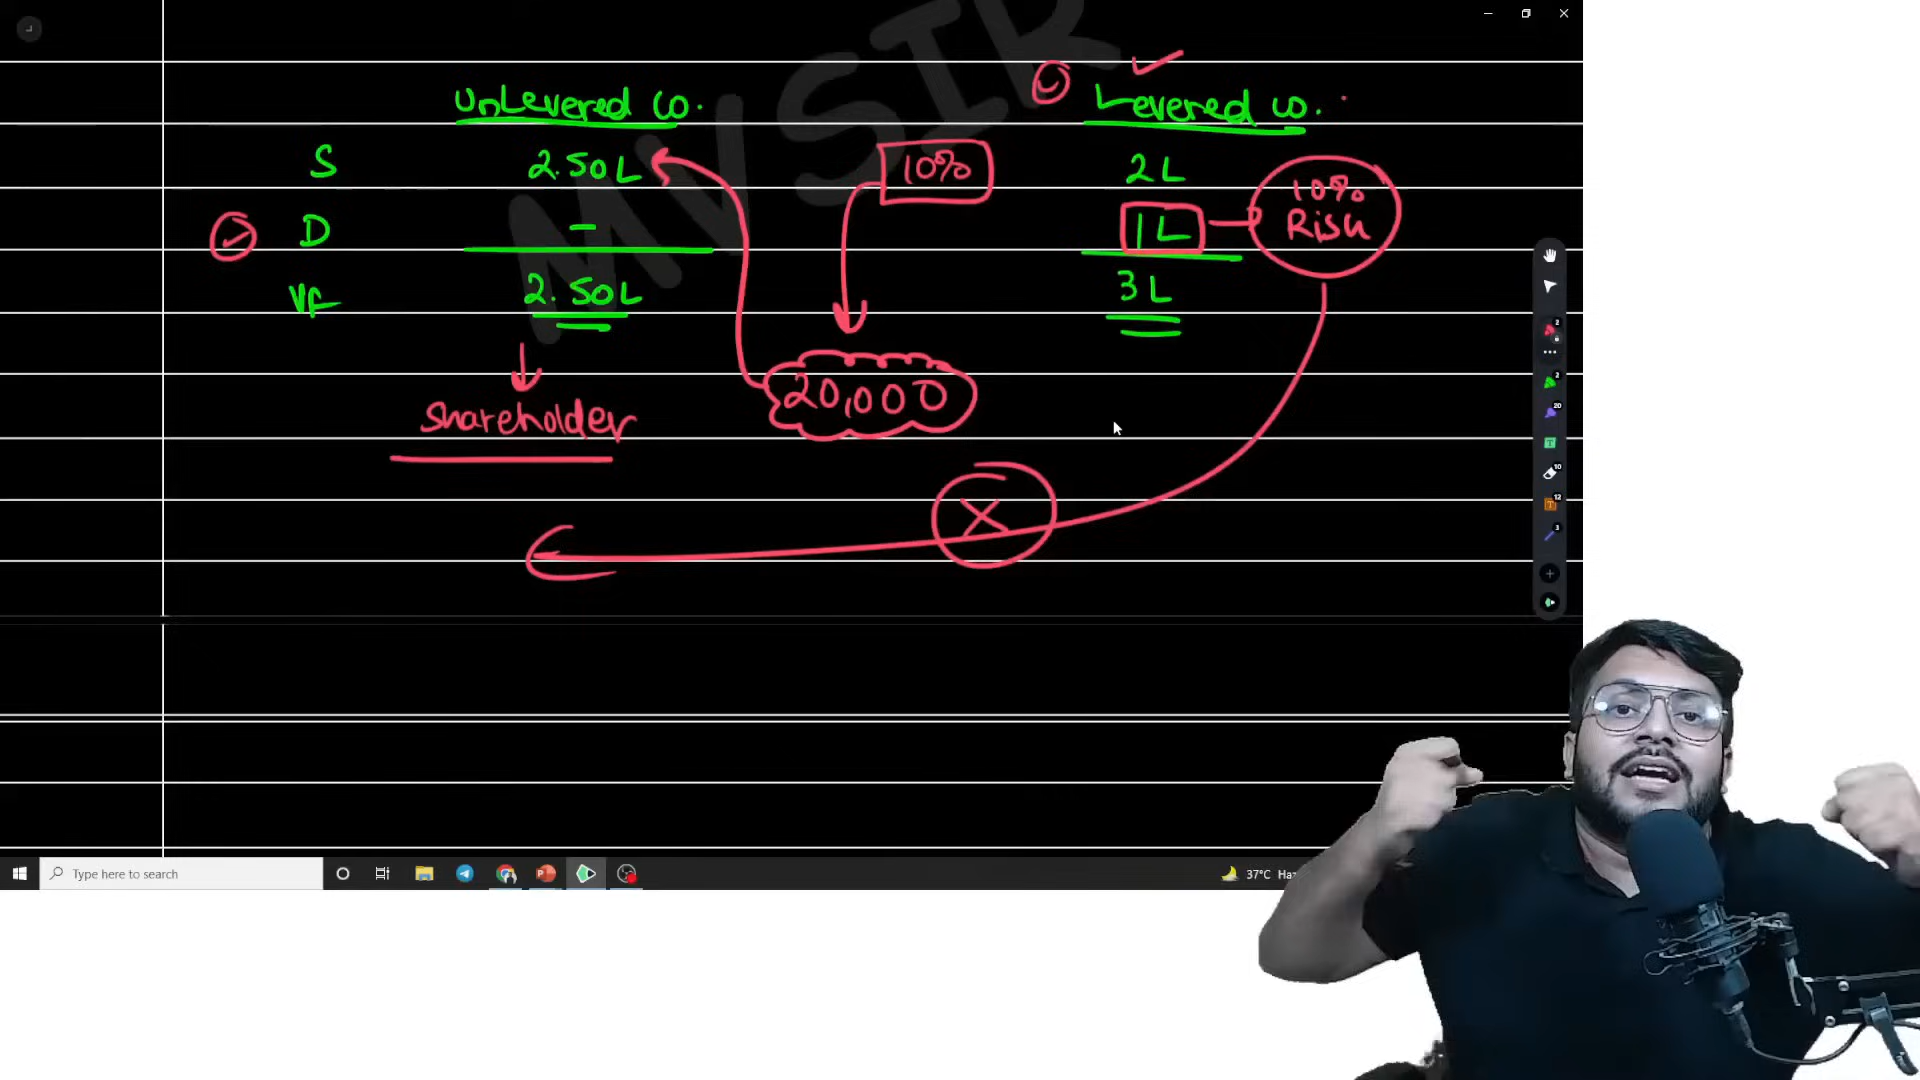 MVSIR
UnLevered Co.
Levered Co.
S 2.50L 10% 2L 10% Risk
D - 1L
VF 2.50L 3L
20,000
Shareholder
X
Type here to search
37°C Haz